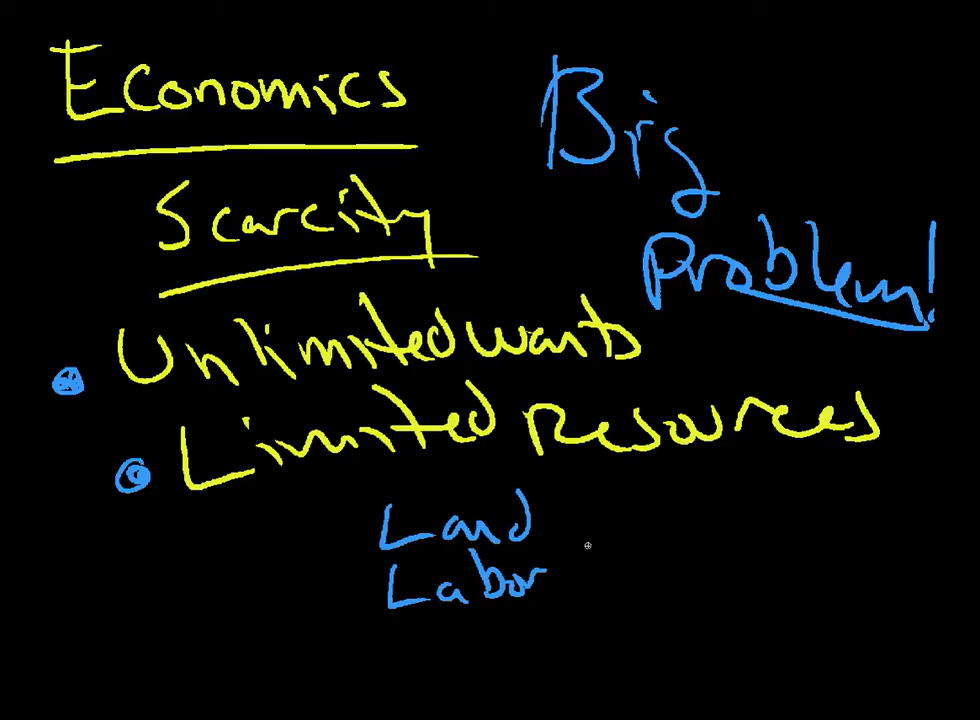 Economics
Scarcity
Big
Problem!
Unlimited wants
Limited Resources
Land
Labor